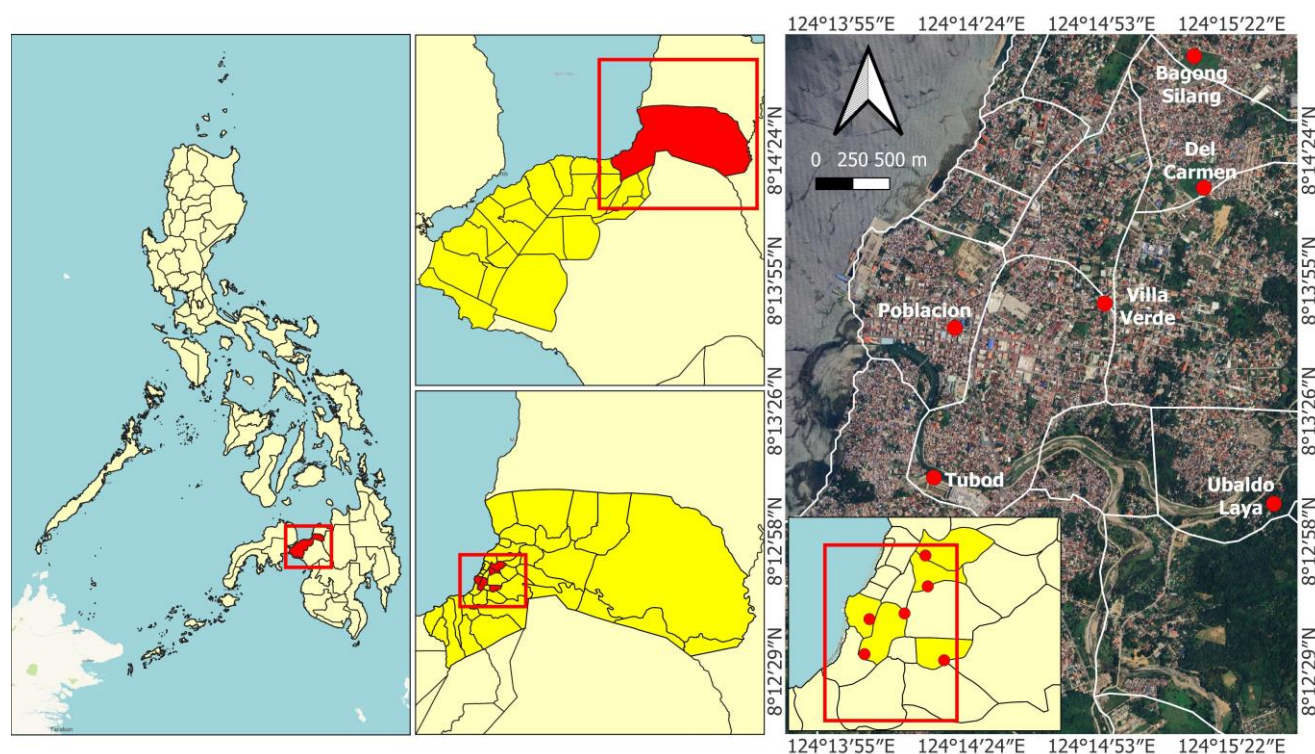 124°13′55″E 124°14′24″E 124°14′53″E 124°15′22″E
Bagong
Silang
8°14′24″N
8°14′24″N
0 250 500 m
Del
Carmen
8°13′55″N
8°13′55″N
Villa
Verde
Poblacion
8°13′26″N
8°13′26″N
Tubod
Ubaldo
Laya
8°12′58″N
8°12′58″N
8°12′29″N
8°12′29″N
Tarakan
124°13′55″E 124°14′24″E 124°14′53″E 124°15′22″E